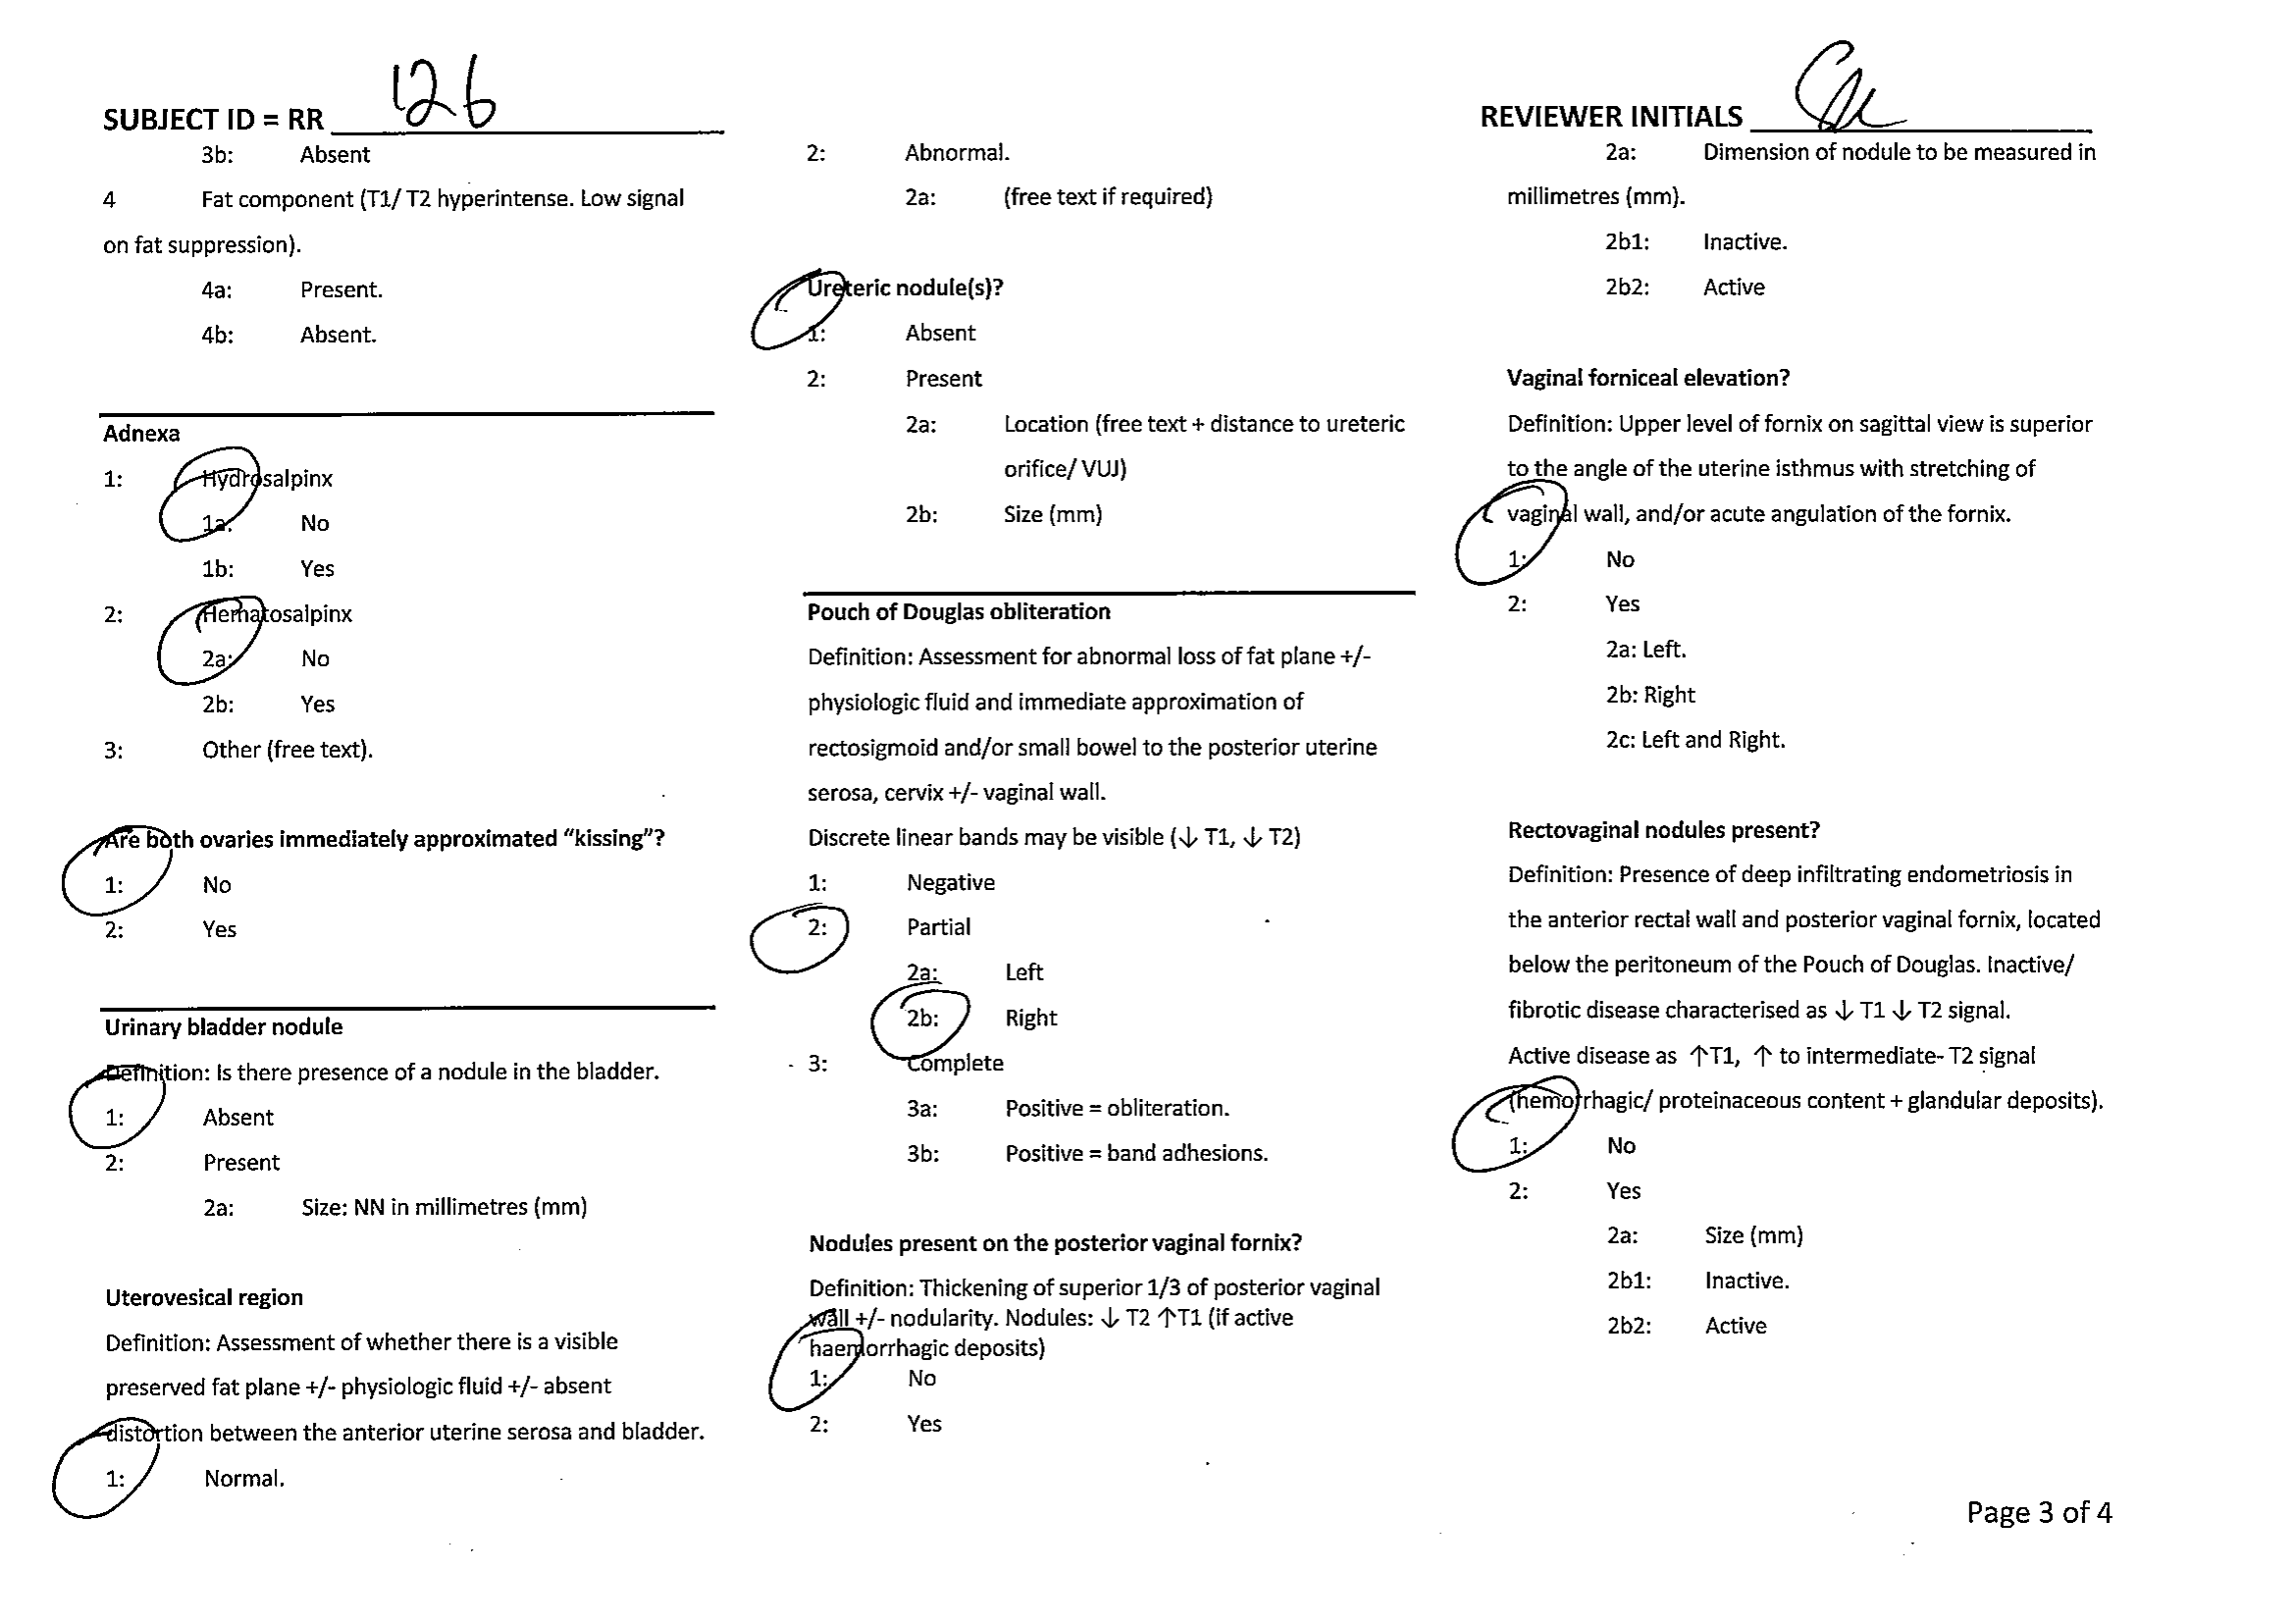 SUBJECT ID = RR 126
3b: Absent
4 Fat component (T1/ T2 hyperintense. Low signal
on fat suppression).
4a: Present.
4b: Absent.
Adnexa
1: Hydrosalpinx
1a: No
1b: Yes
2: Hematosalpinx
2a: No
2b: Yes
3: Other (free text).
Are both ovaries immediately approximated “kissing”?
1: No
2: Yes
Urinary bladder nodule
Definition: Is there presence of a nodule in the bladder.
1: Absent
2: Present
2a: Size: NN in millimetres (mm)
Uterovesical region
Definition: Assessment of whether there is a visible
preserved fat plane +/- physiologic fluid +/- absent
distortion between the anterior uterine serosa and bladder.
1: Normal.
2: Abnormal.
2a: (free text if required)
Ureteric nodule(s)?
1: Absent
2: Present
2a: Location (free text + distance to ureteric
orifice/ VUJ)
2b: Size (mm)
Pouch of Douglas obliteration
Definition: Assessment for abnormal loss of fat plane +/-
physiologic fluid and immediate approximation of
rectosigmoid and/or small bowel to the posterior uterine
serosa, cervix +/- vaginal wall.
Discrete linear bands may be visible (↓ T1, ↓ T2)
1: Negative
2: Partial
2a: Left
2b: Right
3: Complete
3a: Positive = obliteration.
3b: Positive = band adhesions.
Nodules present on the posterior vaginal fornix?
Definition: Thickening of superior 1/3 of posterior vaginal
wall +/- nodularity. Nodules: ↓ T2 ↑T1 (if active
haemorrhagic deposits)
1: No
2: Yes
REVIEWER INITIALS
2a: Dimension of nodule to be measured in
millimetres (mm).
2b1: Inactive.
2b2: Active
Vaginal forniceal elevation?
Definition: Upper level of fornix on sagittal view is superior
to the angle of the uterine isthmus with stretching of
vaginal wall, and/or acute angulation of the fornix.
1: No
2: Yes
2a: Left.
2b: Right
2c: Left and Right.
Rectovaginal nodules present?
Definition: Presence of deep infiltrating endometriosis in
the anterior rectal wall and posterior vaginal fornix, located
below the peritoneum of the Pouch of Douglas. Inactive/
fibrotic disease characterised as ↓ T1 ↓ T2 signal.
Active disease as ↑T1, ↑ to intermediate- T2 signal
(hemorrhagic/ proteinaceous content + glandular deposits).
1: No
2: Yes
2a: Size (mm)
2b1: Inactive.
2b2: Active
Page 3 of 4